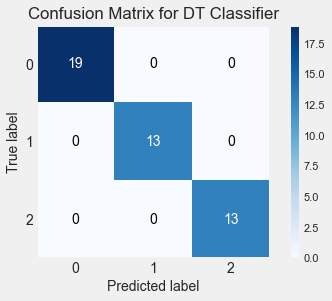 Confusion Matrix for DT Classifier
True label
0 19 0 0
1 0 13 0
2 0 0 13
0 1 2
Predicted label
17.5
15.0
12.5
10.0
7.5
5.0
2.5
0.0